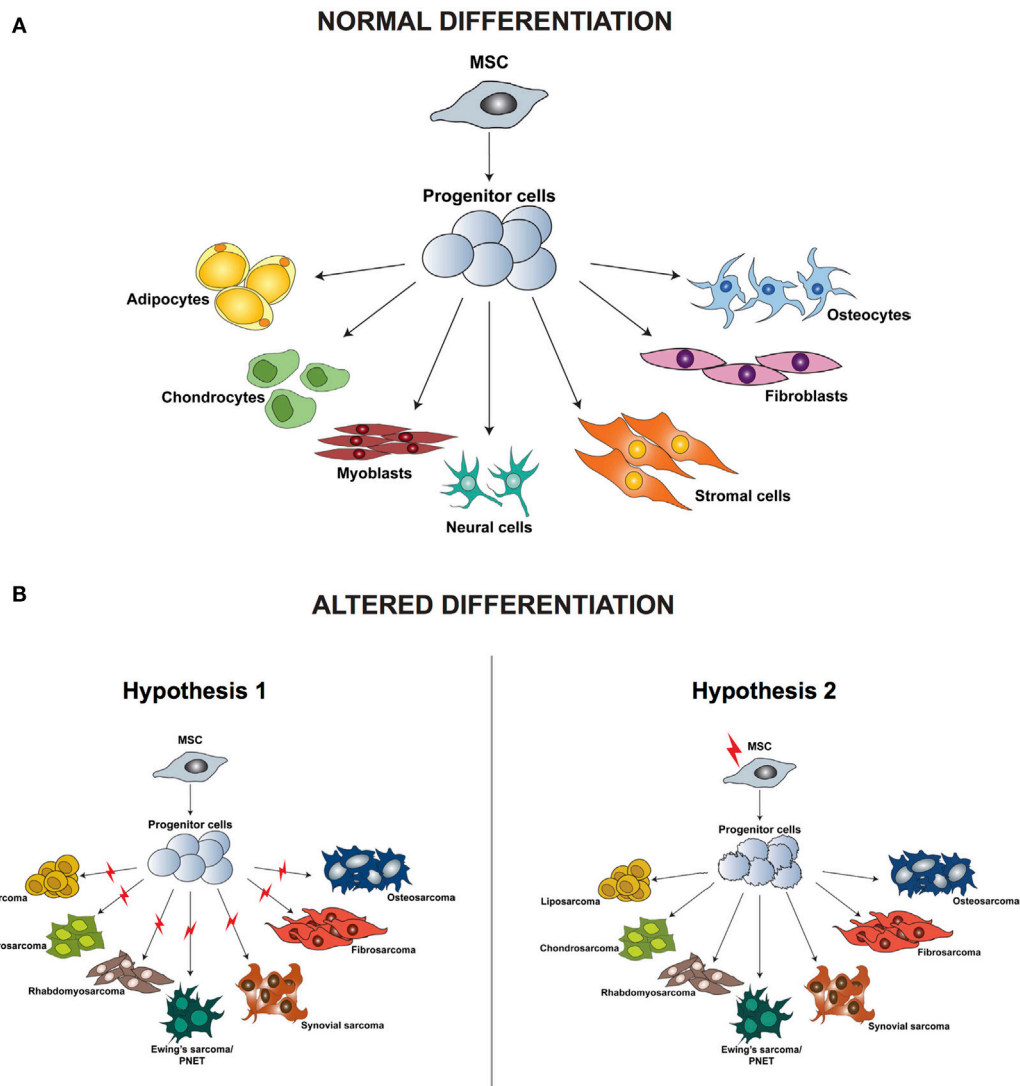 A
NORMAL DIFFERENTIATION
MSC
Progenitor cells
Adipocytes
Osteocytes
Chondrocytes
Fibroblasts
Myoblasts
Stromal cells
Neural cells
B
ALTERED DIFFERENTIATION
Hypothesis 1
MSC
Progenitor cells
Osteosarcoma
Fibrosarcoma
Rhabdomyosarcoma
Synovial sarcoma
Ewing's sarcoma/
PNET
Hypothesis 2
MSC
Progenitor cells
Liposarcoma
Osteosarcoma
Chondrosarcoma
Fibrosarcoma
Rhabdomyosarcoma
Synovial sarcoma
Ewing's sarcoma/
PNET